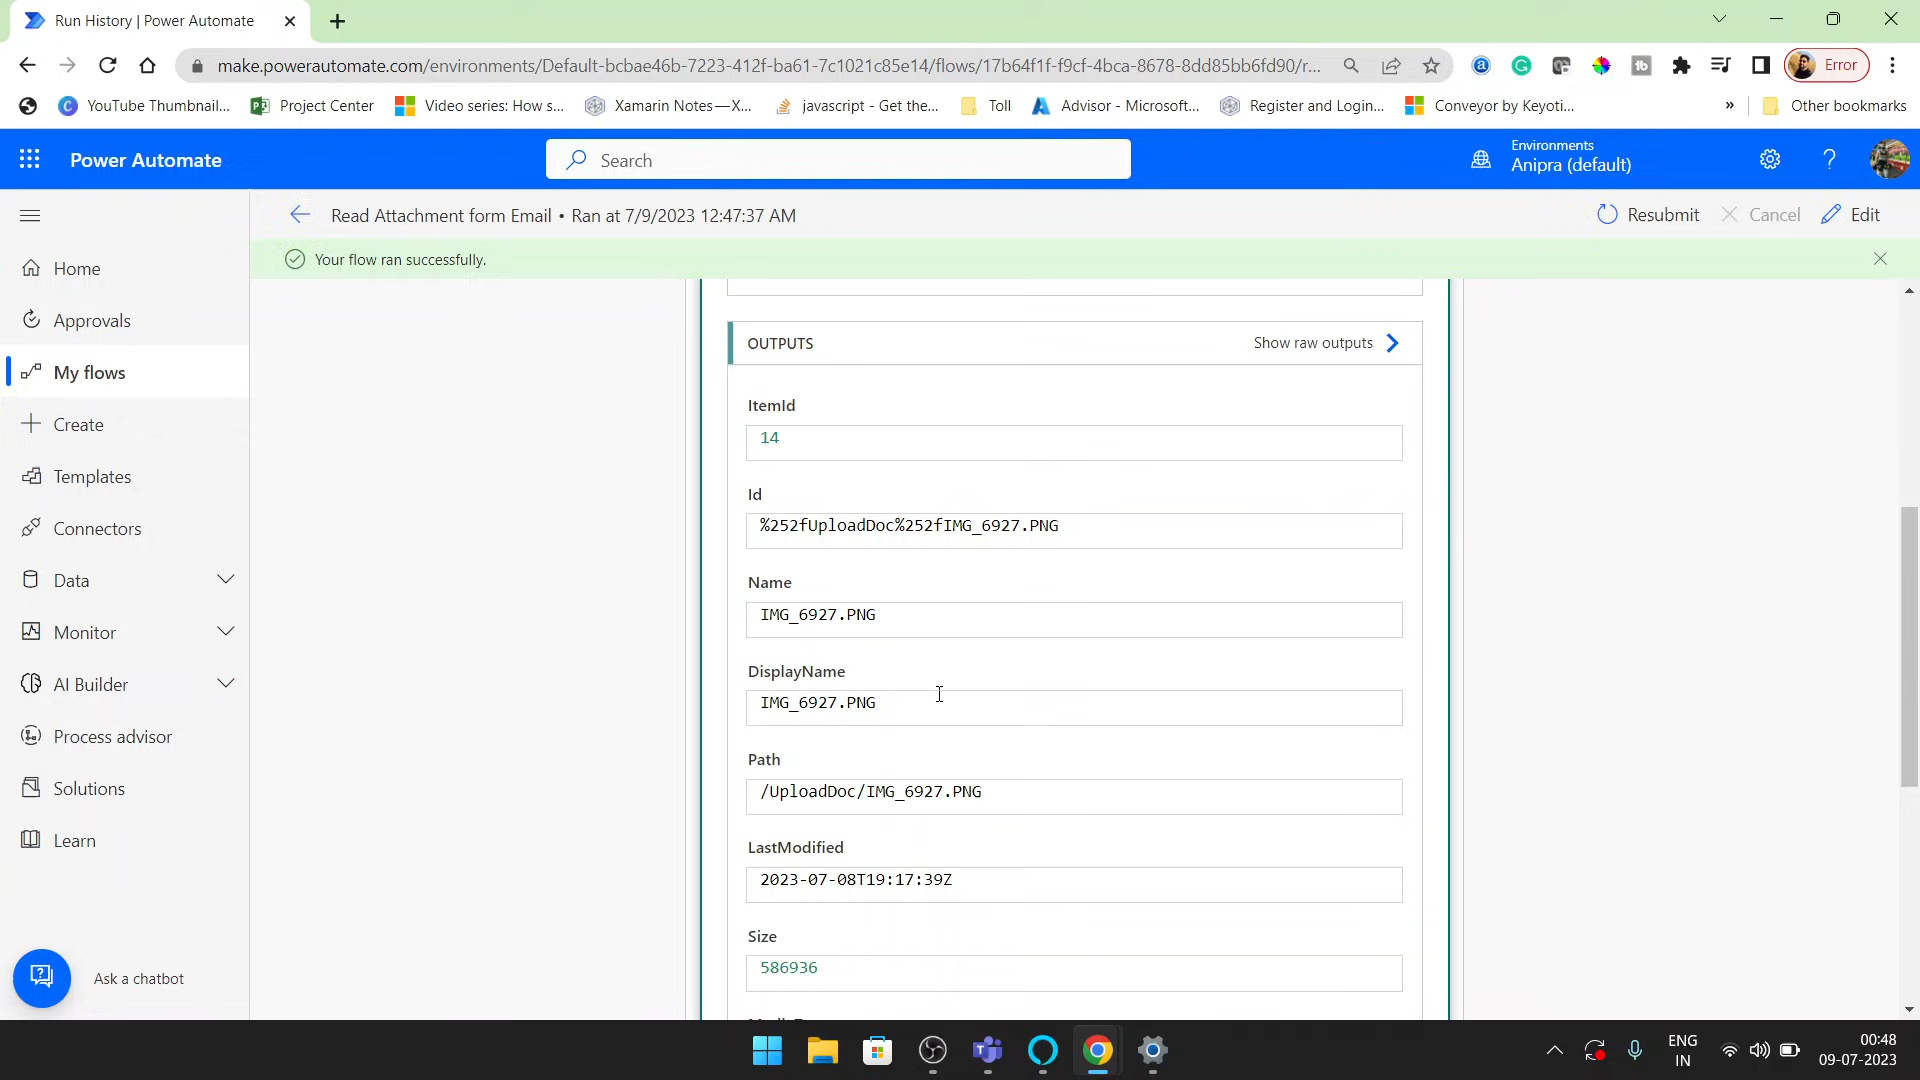 Run History | Power Automate
make.powerautomate.com/environments/Default-bcbae46b-7223-412f-ba61-7c1021c85e14/flows/17b64f1f-f9cf-4bca-8678-8dd85bb6fd90/r...
Error
YouTube Thumbnail...
Project Center
Video series: How s...
Xamarin Notes—X...
javascript - Get the...
Toll
Advisor - Microsoft...
Register and Login...
Conveyor by Keyoti...
»
Other bookmarks
Power Automate
Search
Environments
Anipra (default)
Read Attachment form Email • Ran at 7/9/2023 12:47:37 AM
Resubmit
Cancel
Edit
Your flow ran successfully.
Home
Approvals
My flows
Create
Templates
Connectors
Data
Monitor
AI Builder
Process advisor
Solutions
Learn
Ask a chatbot
OUTPUTS
Show raw outputs
ItemId
14
Id
%252fUploadDoc%252fIMG_6927.PNG
Name
IMG_6927.PNG
DisplayName
IMG_6927.PNG
Path
/UploadDoc/IMG_6927.PNG
LastModified
2023-07-08T19:17:39Z
Size
586936
ENG
IN
00:48
09-07-2023